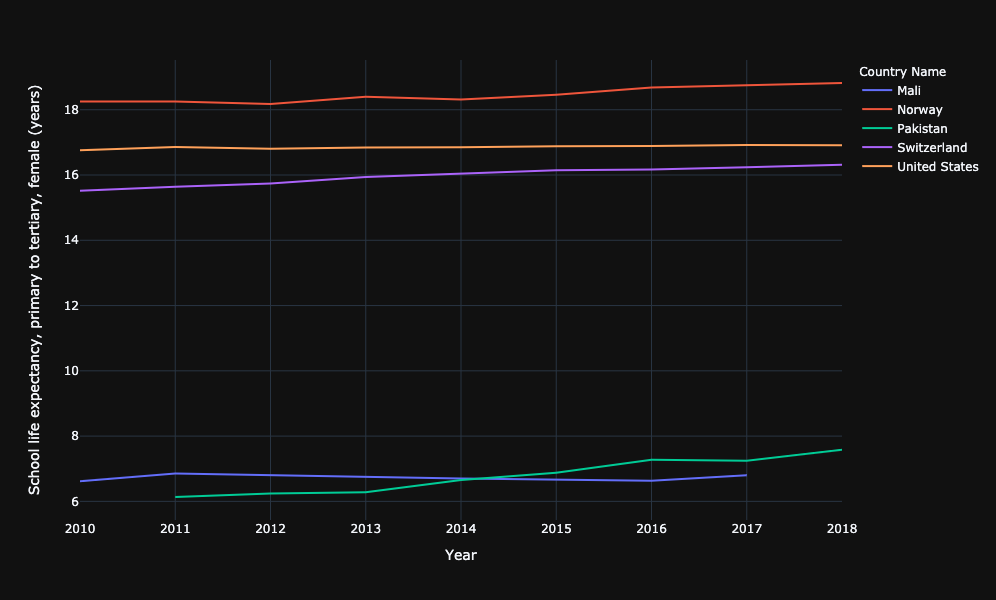 Country Name
Mali
Norway
Pakistan
Switzerland
United States
School life expectancy, primary to tertiary, female (years)
18
16
14
12
10
8
6
2010 2011 2012 2013 2014 2015 2016 2017 2018
Year